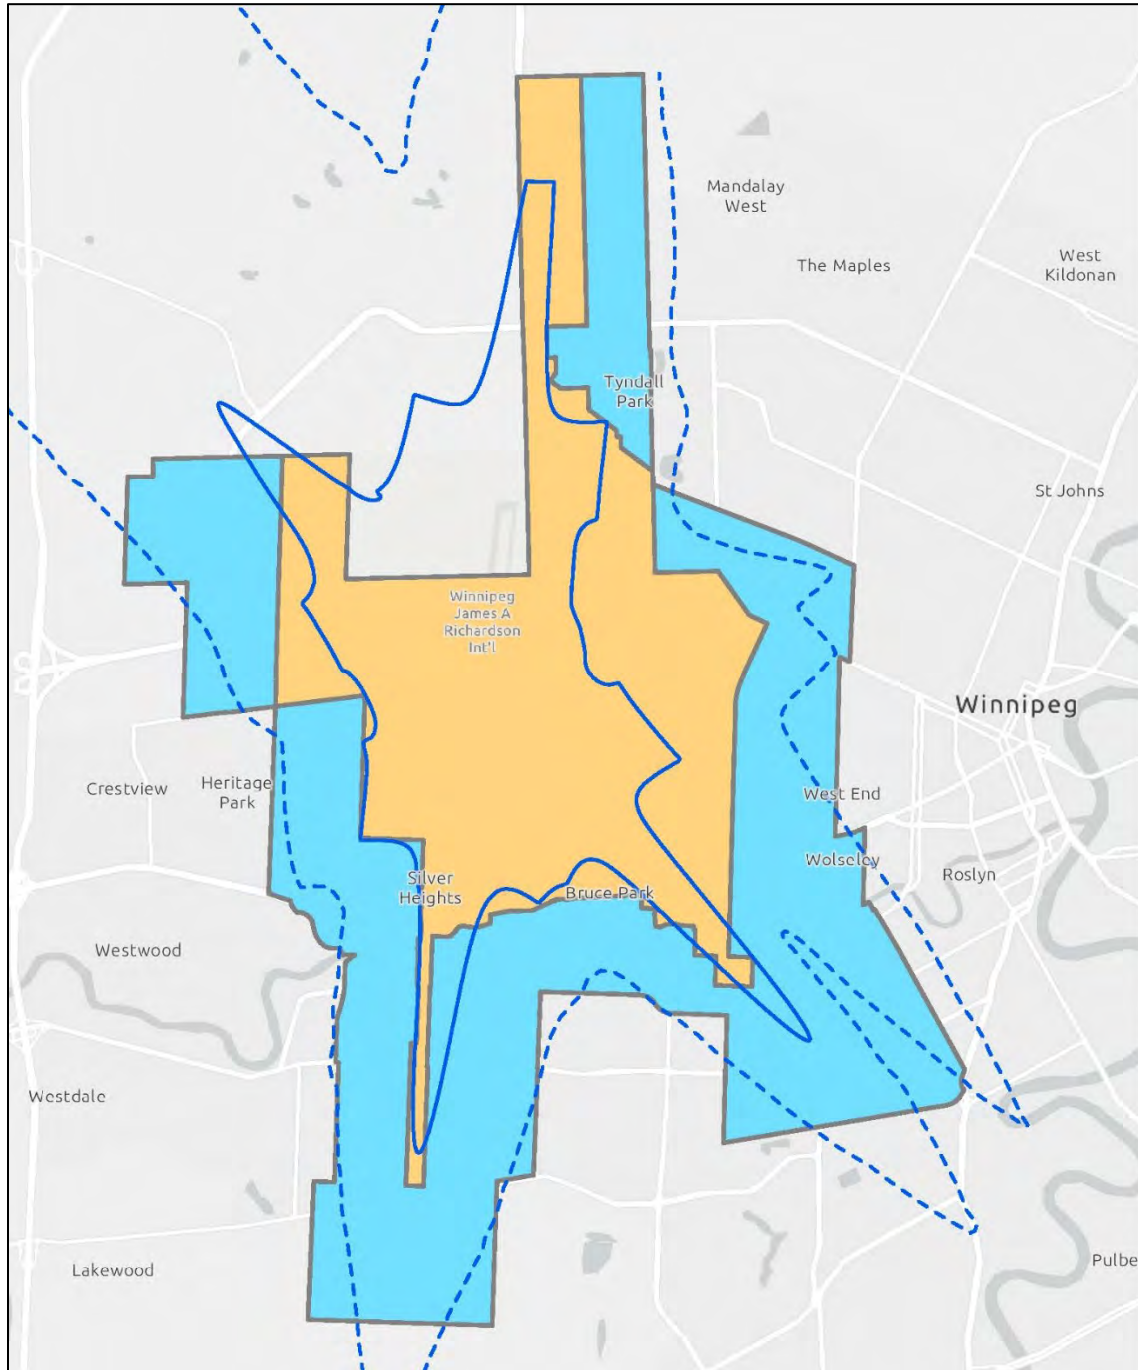 Mandalay
West
The Maples
West
Kildonan
Tyndall
Park
St Johns
Winnipeg
James A
Richardson
Int'l
Winnipeg
Crestview
Heritage
Park
West End
Wolseley
Roslyn
Silver
Heights
Bruce Park
Westwood
Westdale
Lakewood
Pulbe